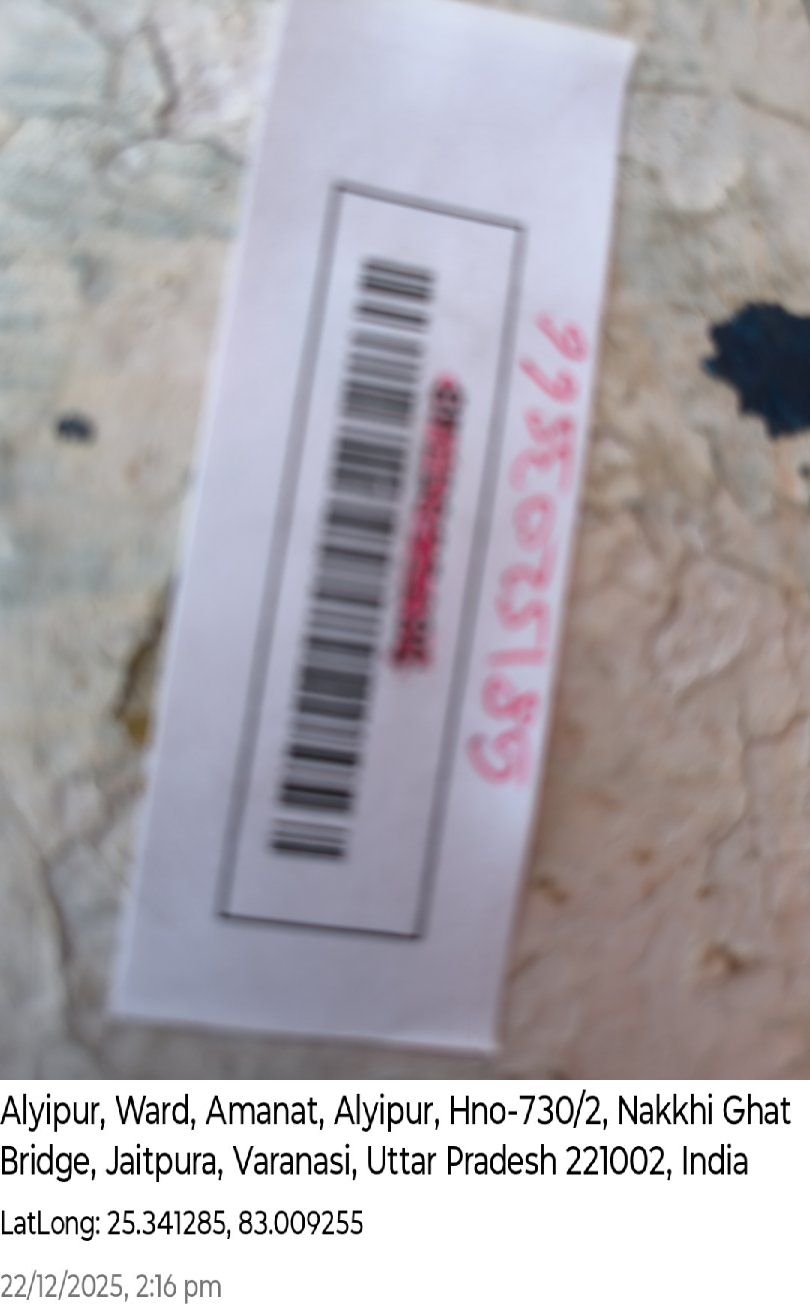 Alyipur, Ward, Amanat, Alyipur, Hno-730/2, Nakkhi Ghat
Bridge, Jaitpura, Varanasi, Uttar Pradesh 221002, India
LatLong: 25.341285, 83.009255
22/12/2025, 2:16 pm